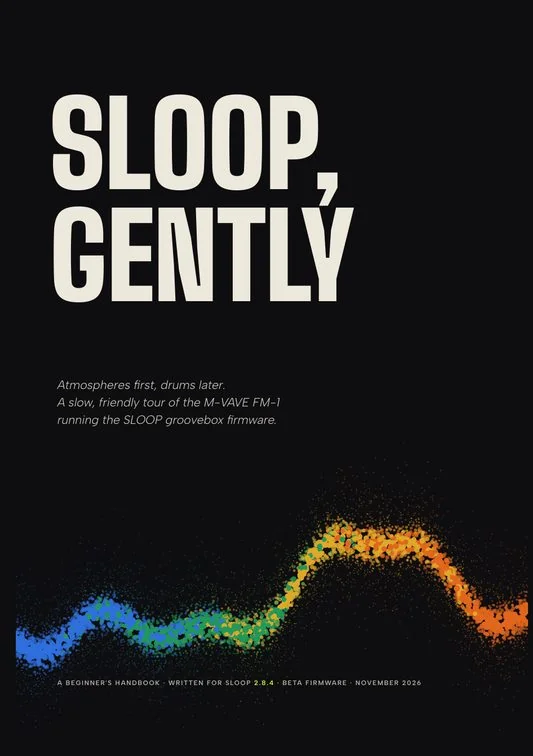 SLOOP,
GENTLY
Atmospheres first, drums later.
A slow, friendly tour of the M-VAVE FM-1
running the SLOOP groovebox firmware.
A BEGINNER'S HANDBOOK · WRITTEN FOR SLOOP 2.8.4 · BETA FIRMWARE · NOVEMBER 2026